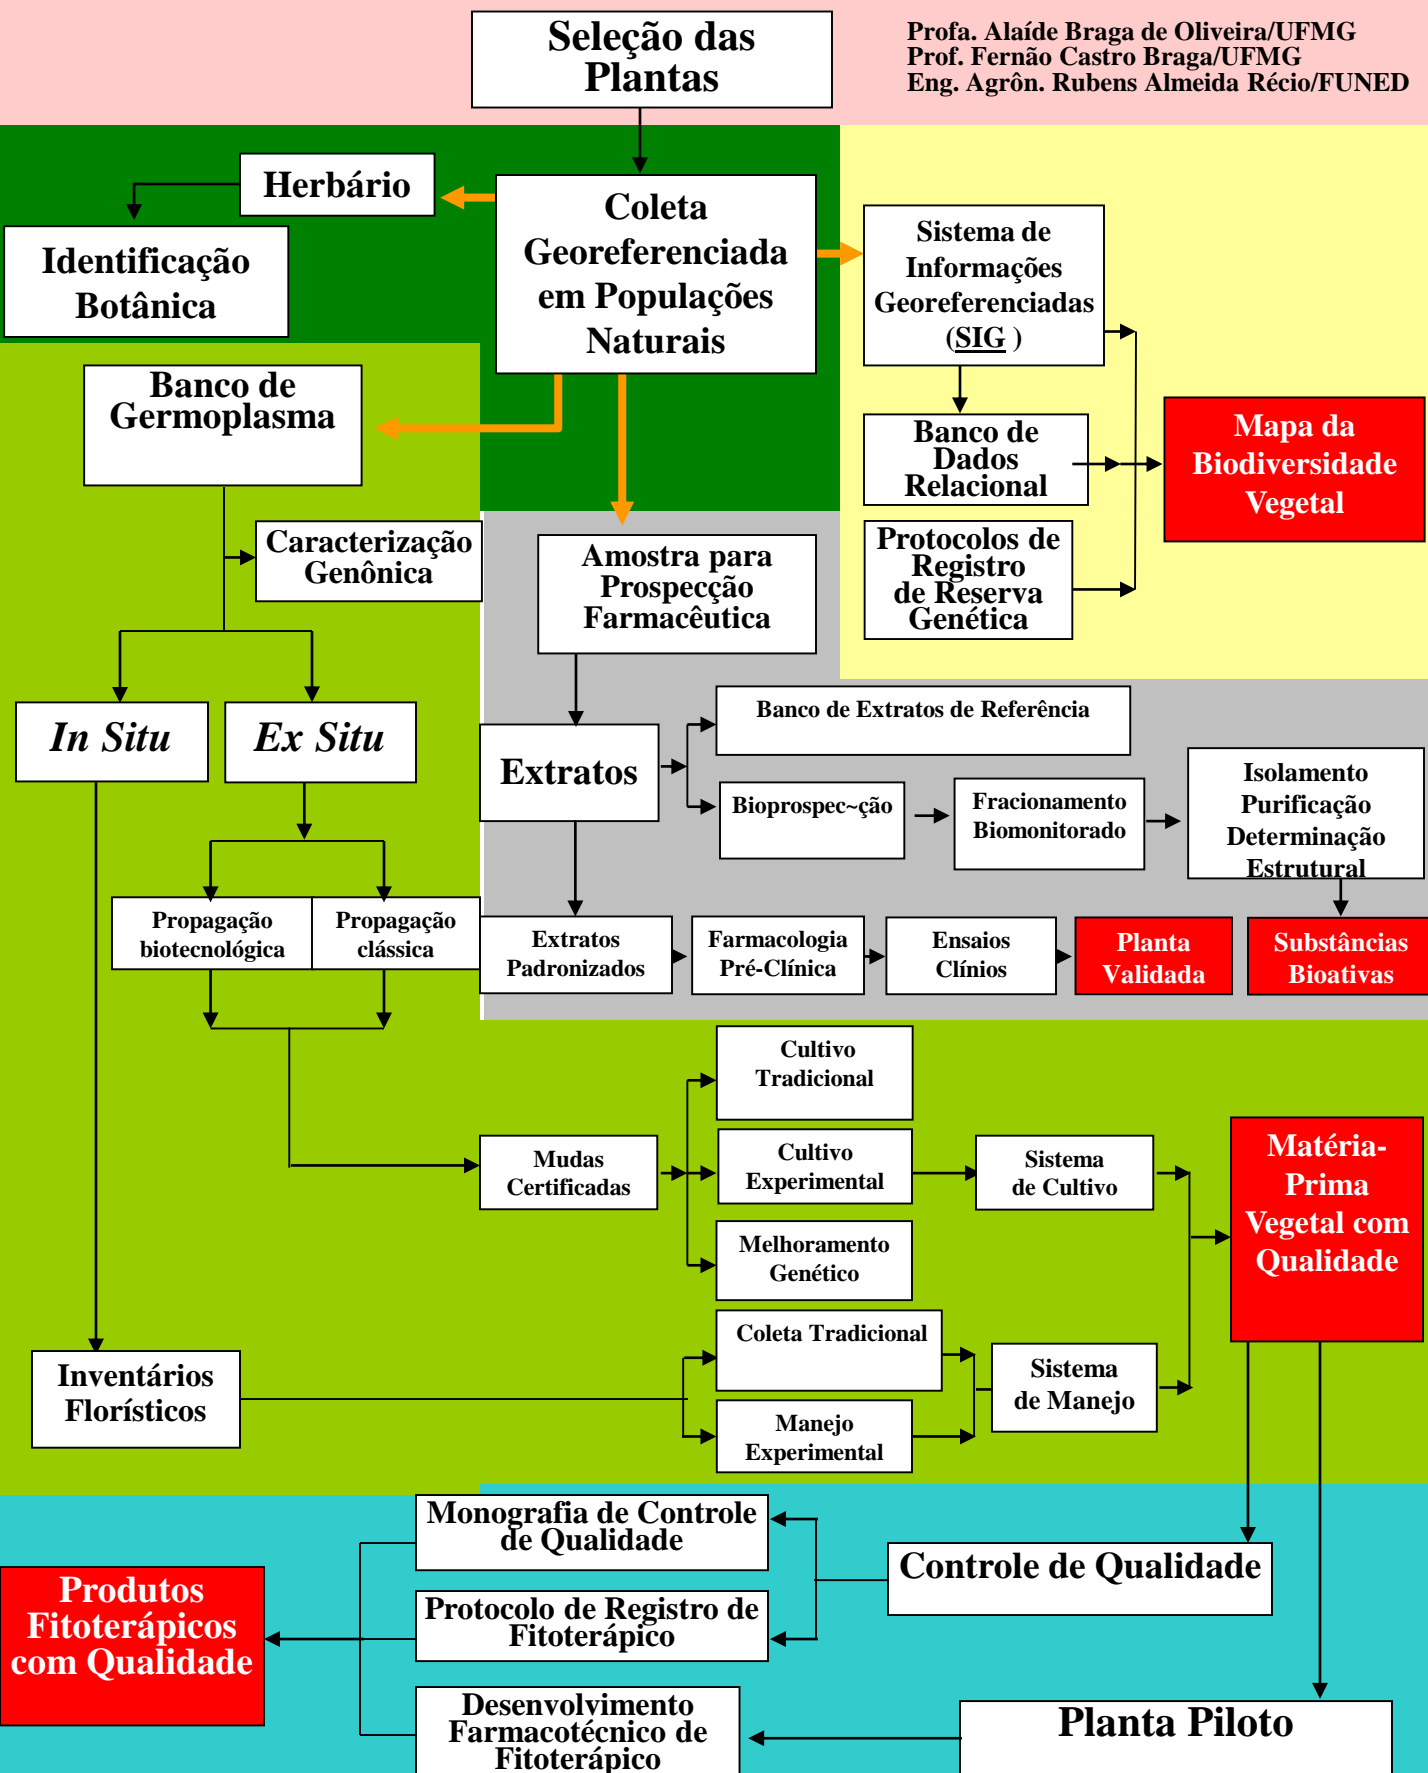 Seleção das
Plantas
Profa. Alaíde Braga de Oliveira/UFMG
Prof. Fernão Castro Braga/UFMG
Eng. Agrôn. Rubens Almeida Récio/FUNED
Herbário
Identificação
Botânica
Coleta
Georeferenciada
em Populações
Naturais
Sistema de
Informações
Georeferenciadas
(SIG )
Banco de
Germoplasma
Banco de
Dados
Relacional
Mapa da
Biodiversidade
Vegetal
Caracterização
Genônica
Amostra para
Prospecção
Farmacêutica
Protocolos de
Registro
de Reserva
Genética
In Situ
Ex Situ
Extratos
Banco de Extratos de Referência
Bioprospec~ção
Fracionamento
Biomonitorado
Isolamento
Purificação
Determinação
Estrutural
Propagação
biotecnológica
Propagação
clássica
Extratos
Padronizados
Farmacologia
Pré-Clínica
Ensaios
Clínios
Planta
Validada
Substâncias
Bioativas
Cultivo
Tradicional
Mudas
Certificadas
Cultivo
Experimental
Sistema
de Cultivo
Matéria-
Prima
Vegetal com
Qualidade
Melhoramento
Genético
Coleta Tradicional
Inventários
Florísticos
Sistema
de Manejo
Manejo
Experimental
Monografia de Controle
de Qualidade
Controle de Qualidade
Produtos
Fitoterápicos
com Qualidade
Protocolo de Registro de
Fitoterápico
Desenvolvimento
Farmacotécnico de
Fitoterápico
Planta Piloto